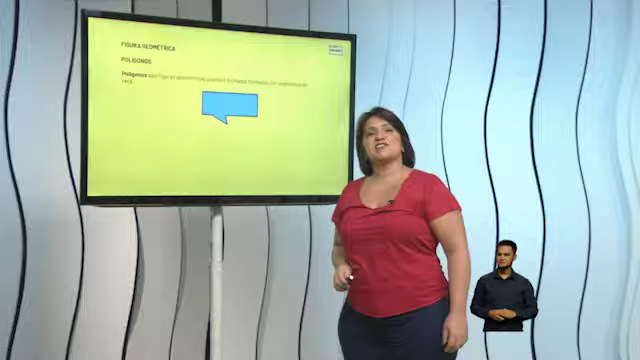 FIGURA GEOMÉTRICA
POLÍGONOS
Polígonos são figuras geométricas planas e fechadas, formadas por segmentos de
reta.